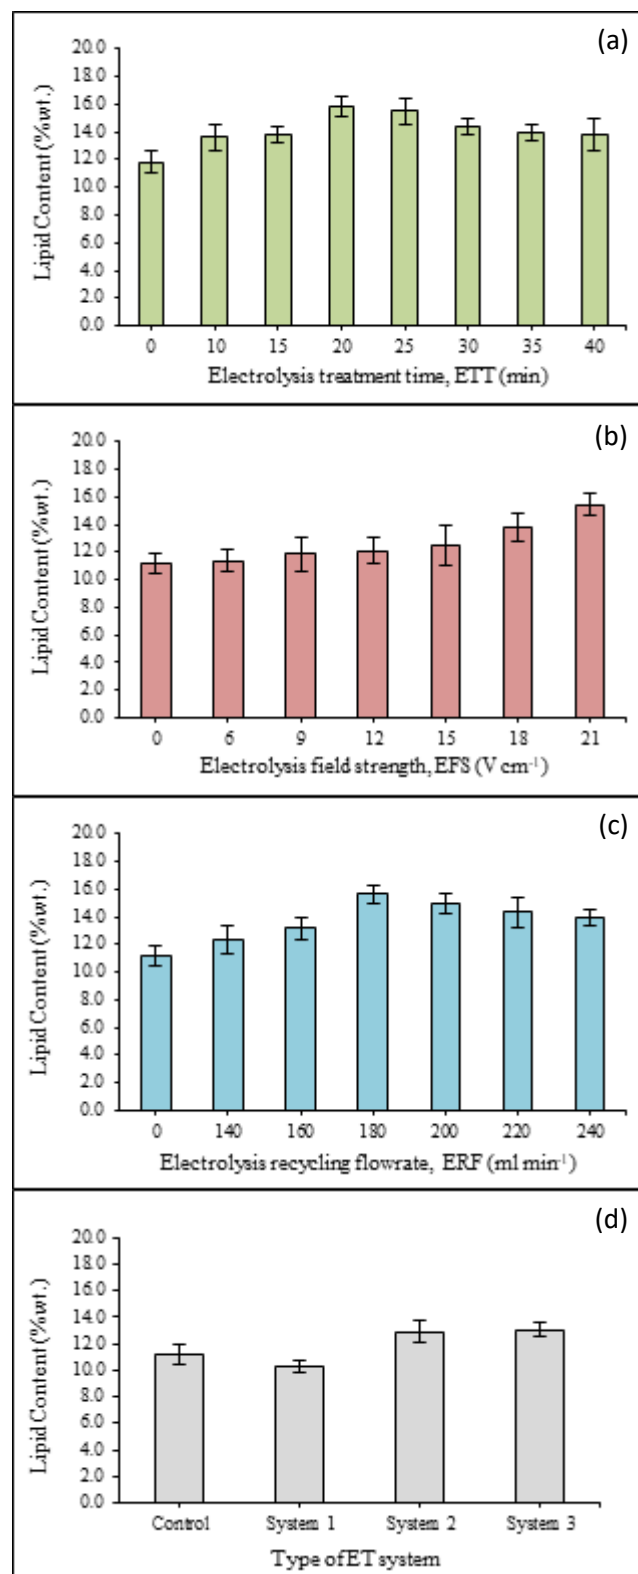 (a)
20.0
18.0
16.0
14.0
12.0
10.0
8.0
6.0
4.0
2.0
0.0
Lipid Content (%wt.)
0 10 15 20 25 30 35 40
Electrolysis treatment time, ETT (min)
(b)
20.0
18.0
16.0
14.0
12.0
10.0
8.0
6.0
4.0
2.0
0.0
Lipid Content (%wt.)
0 6 9 12 15 18 21
Electrolysis field strength, EFS (V cm⁻¹)
(c)
20.0
18.0
16.0
14.0
12.0
10.0
8.0
6.0
4.0
2.0
0.0
Lipid Content (%wt.)
0 140 160 180 200 220 240
Electrolysis recycling flowrate, ERF (ml min⁻¹)
(d)
20.0
18.0
16.0
14.0
12.0
10.0
8.0
6.0
4.0
2.0
0.0
Lipid Content (%wt.)
Control System 1 System 2 System 3
Type of ET system